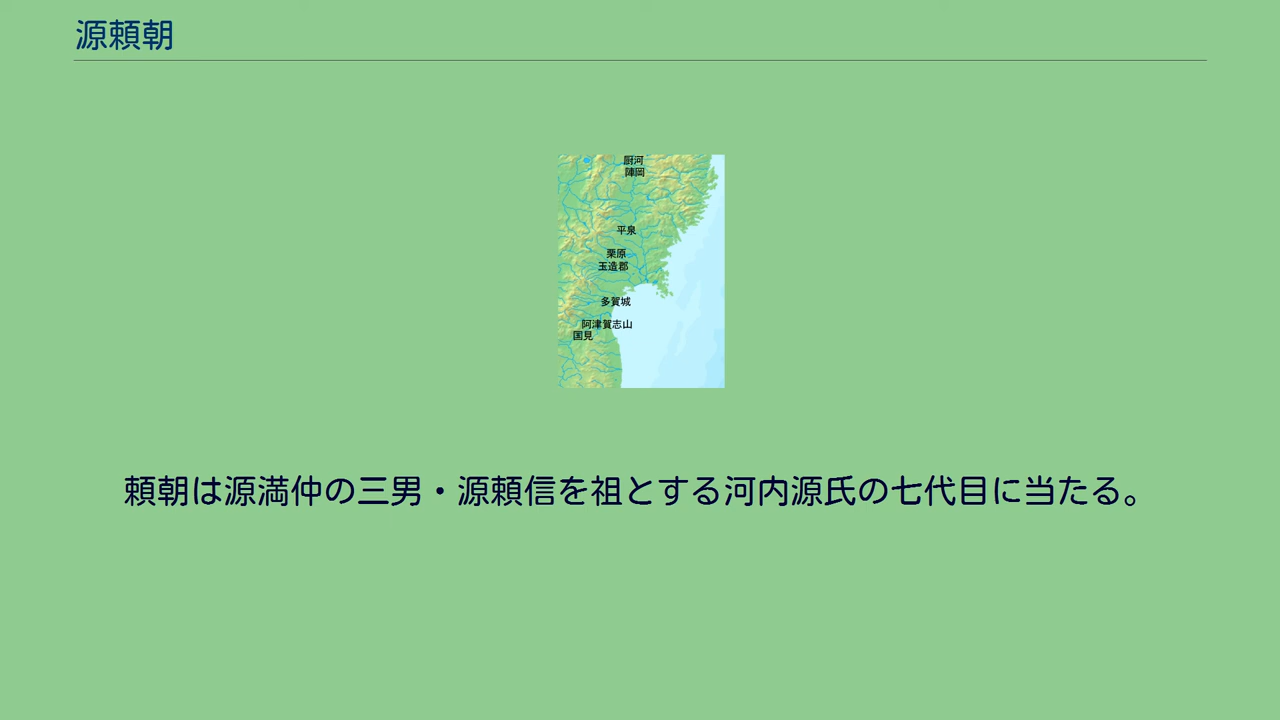 源頼朝
厨河
陣岡
平泉
栗原
玉造郡
多賀城
阿津賀志山
国見
頼朝は源満仲の三男・源頼信を祖とする河内源氏の七代目に当たる。